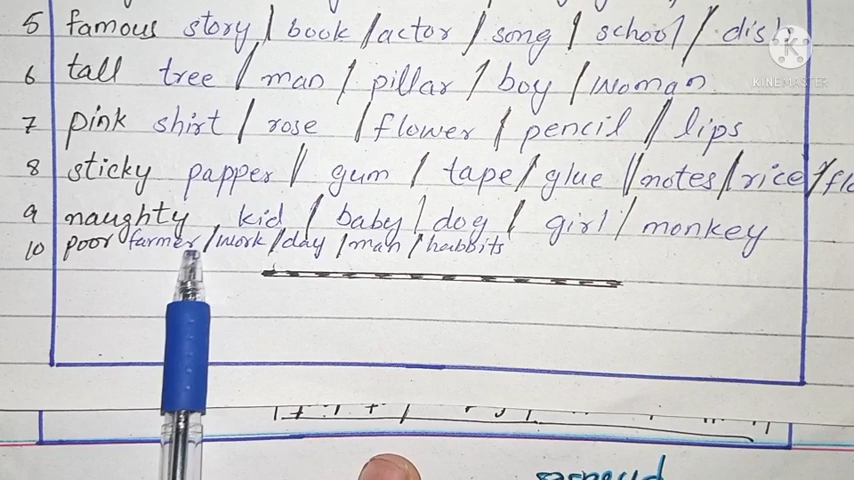 5 famous story / book / actor / song / school / dish
6 tall tree / man / pillar / boy / woman
7 pink shirt / rose / flower / pencil / lips
8 sticky papper / gum / tape / glue // notes / rice /
9 naughty kid / baby / dog / girl / monkey
10 poor farmer / work / day / man / habbits
KINEMASTER